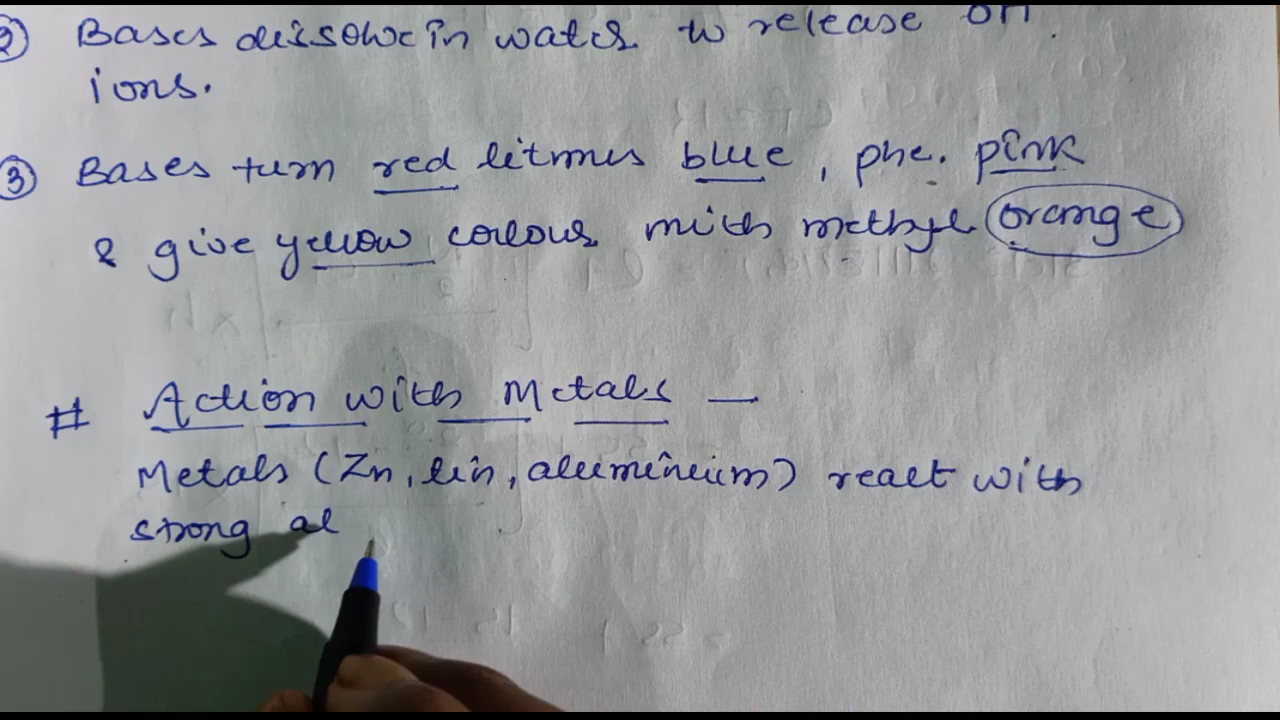 2) Bases dissolve in water to release OH
ions.
3) Bases turn red litmus blue, phe. pink
& give yellow colour with methyl orange
# Action with Metals —
Metals (Zn, tin, aluminium) react with
strong al